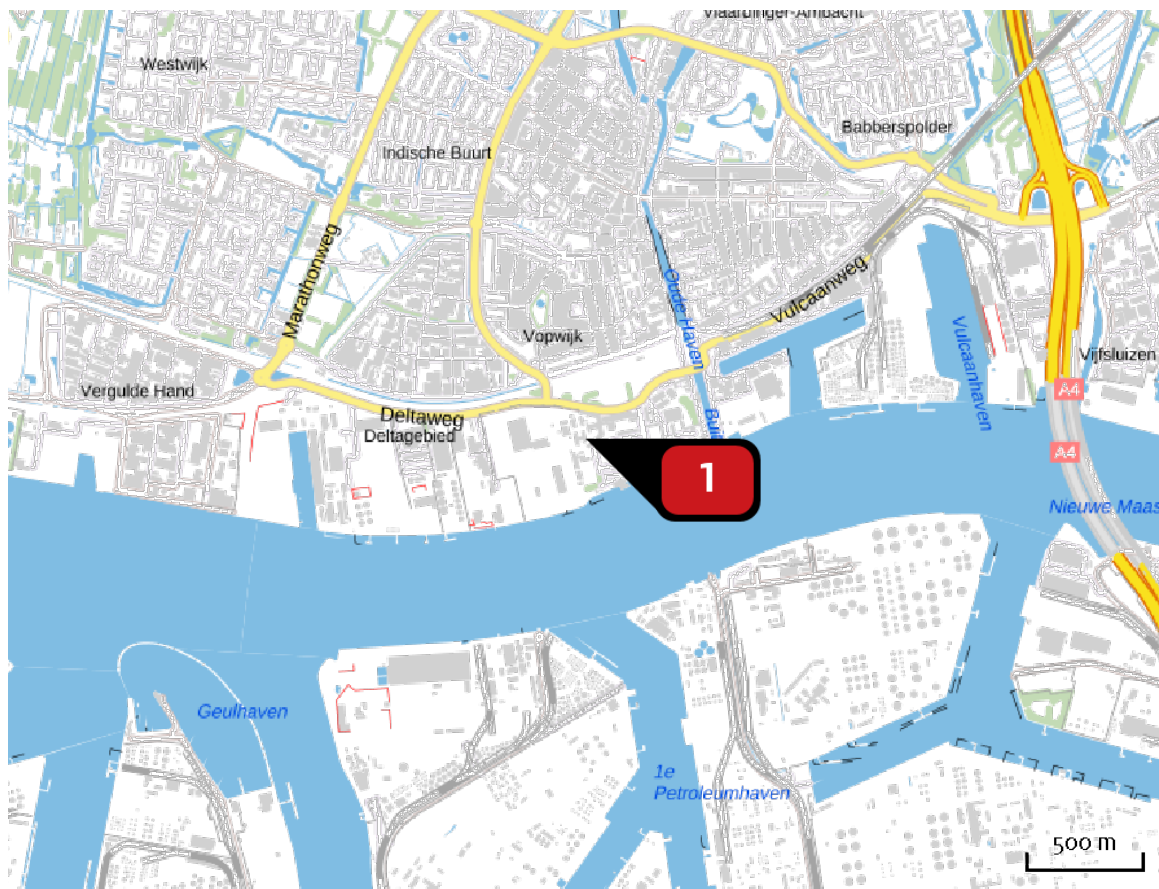 Vlaardinger-Ambacht
Westwijk
Babberspolder
Indische Buurt
Marathonweg
Oude Haven
Vulcaanweg
Vopwijk
Vulcaanhaven
Vijfsluizen
Vergulde Hand
A4
Deltaweg
Deltagebied
A4
1
Nieuwe Maas
Geulhaven
1e
Petroleumhaven
500 m